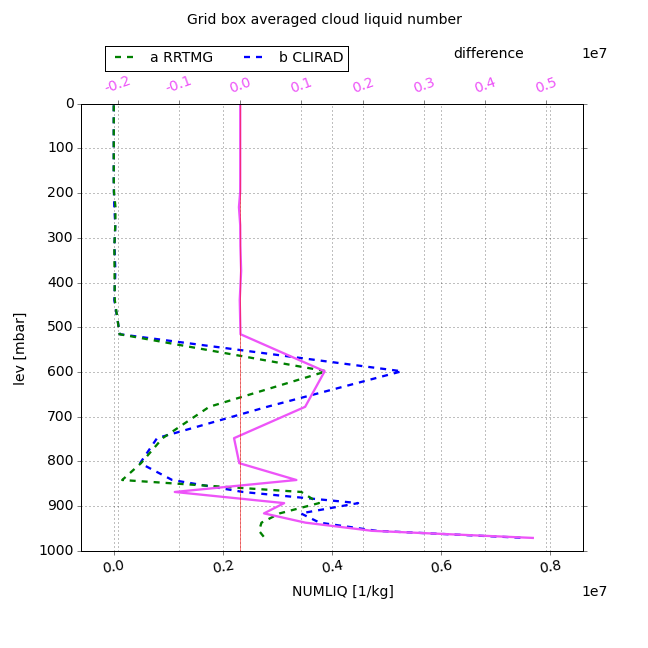 Grid box averaged cloud liquid number
a RRTMG b CLIRAD difference 1e7
-0.2 -0.1 0.0 0.1 0.2 0.3 0.4 0.5
0
100
200
300
400
500
600
700
800
900
1000
lev [mbar]
0.0 0.2 0.4 0.6 0.8
NUMLIQ [1/kg] 1e7